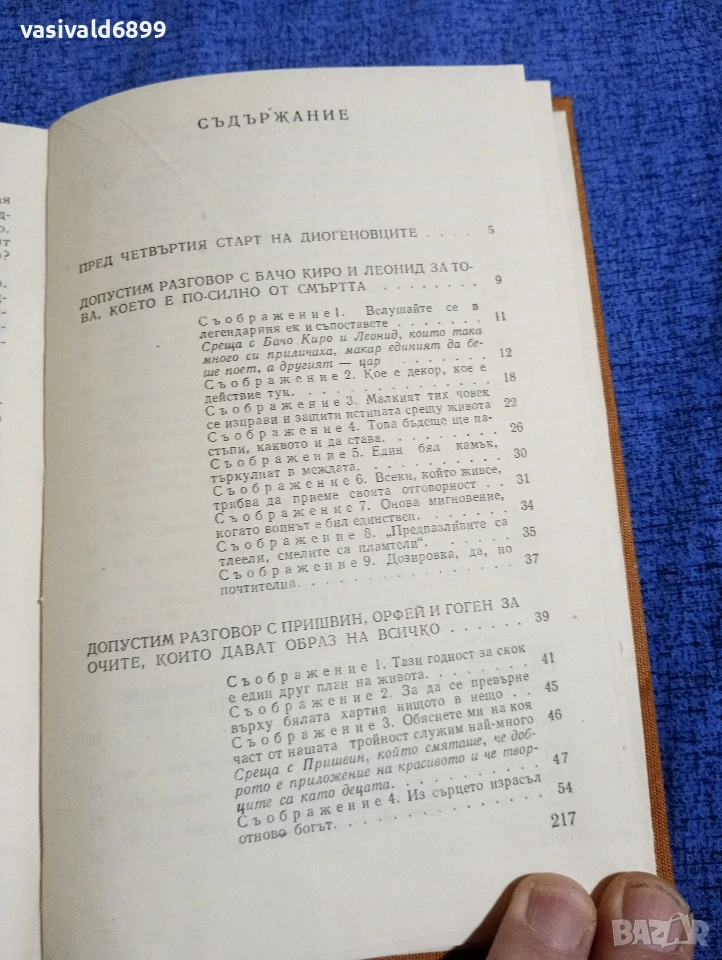 vasivald6899
СЪДЪРЖАНИЕ
ПРЕД ЧЕТВЪРТИЯ СТАРТ НА ДИОГЕНОВЦИТЕ . . . . 5
ДОПУСТИМ РАЗГОВОР С БАЧО КИРО И ЛЕОНИД ЗА ТО-
ВА, КОЕТО Е ПО-СИЛНО ОТ СМЪРТТА . . . . . . 9
Съображение 1. Вслушайте се в
легендарния ек и съпоставете . . . . . . . 11
Среща с Бачо Киро и Леонид, които така
много си приличаха, макар единият да бе-
ше поет, а другият — цар . . . . . . 12
Съображение 2. Кое е декор, кое е
действие тук. . . . . . . . . . . . 18
Съображение 3. Малкият тих човек
се изправи и защити истината срещу живота 22
Съображение 4. Това бъдеще ще на-
стъпи, каквото и да става. . . . . . . . 26
Съображение 5. Един бял камък,
търкулнат в междата. . . . . . . . . . 30
Съображение 6. Всеки, който живее,
трябва да приеме своята отговорност . . . 31
Съображение 7. Онова мигновение,
когато воинът е бил единствен. . . . . . 34
Съображение 8. „Предпазливите са
тлеели, смелите са пламтели“. . . . . . . 35
Съображение 9. Дозировка, да, но
почтителна. . . . . . . . . . . . . 37
ДОПУСТИМ РАЗГОВОР С ПРИШВИН, ОРФЕЙ И ГОГЕН ЗА
ОЧИТЕ, КОИТО ДАВАТ ОБРАЗ НА ВСИЧКО . . . . . . 39
Съображение 1. Тази годност за скок
е един друг план на живота. . . . . . . . 41
Съображение 2. За да се превърне
върху бялата хартия нищото в нещо . . 45
Съображение 3. Обяснете ми на коя
част от нашата тройност служим най-много 46
Среща с Пришвин, който смяташе, че доб-
рото е приложение на красивото и че твор-
ците са като децата. . . . . . . . . . 47
Съображение 4. Из сърцето израсъл
отново богът. . . . . . . . . . . . . 54
217
BAZAR